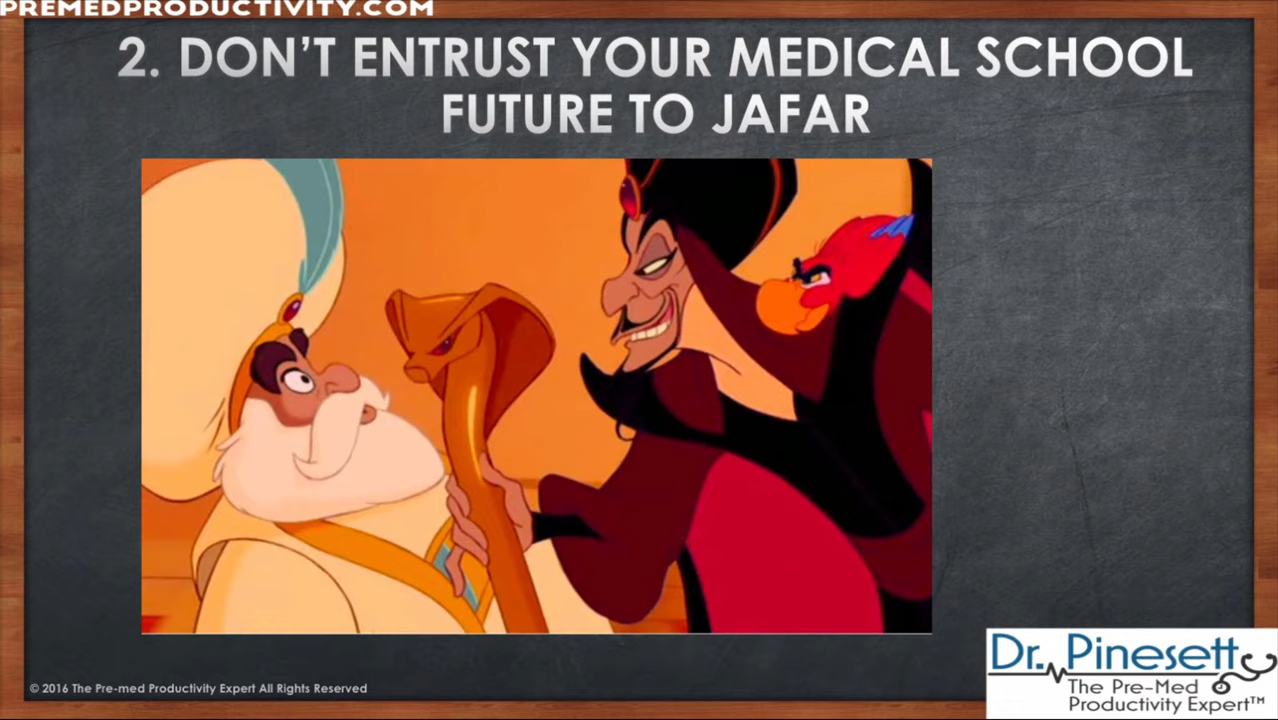 PREMEDPRODUCTIVITY.COM
2. DON'T ENTRUST YOUR MEDICAL SCHOOL
FUTURE TO JAFAR
© 2016 The Pre-med Productivity Expert All Rights Reserved
Dr. Pinesett
The Pre-Med
Productivity Expert™